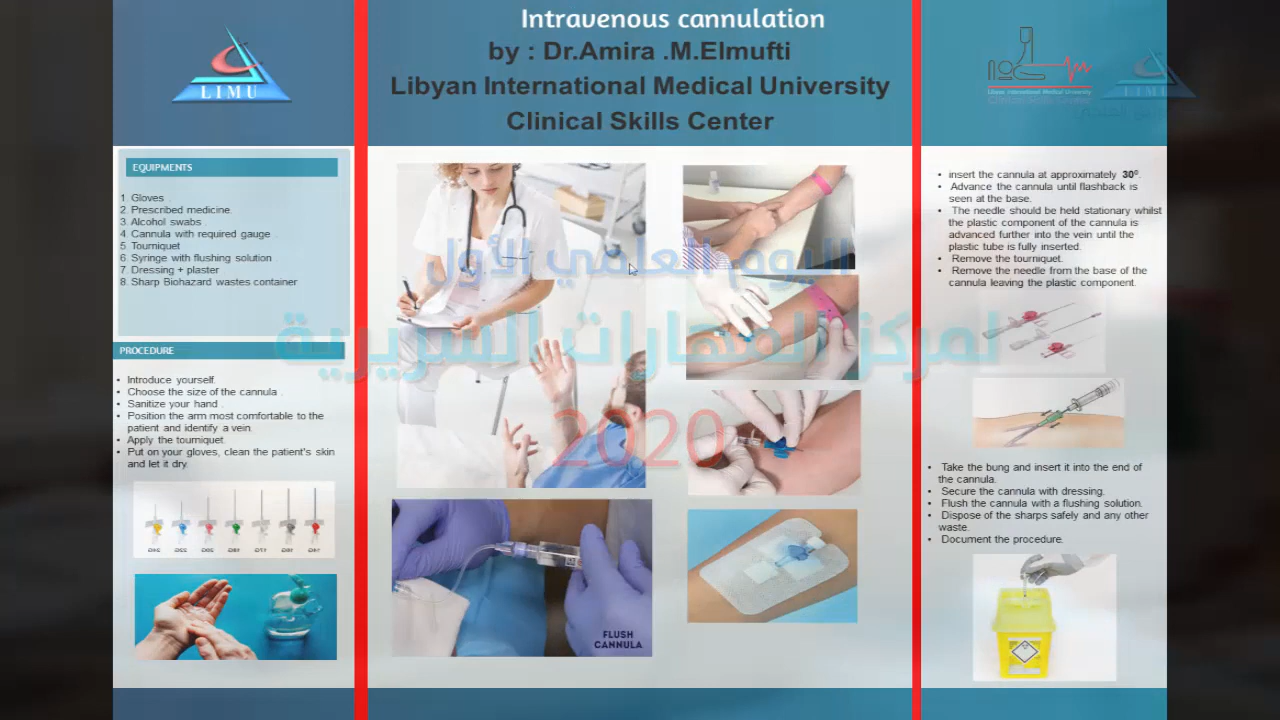 Intravenous cannulation
by : Dr.Amira .M.Elmufti
Libyan International Medical University
Clinical Skills Center
LIMU
EQUIPMENTS
1. Gloves .
2. Prescribed medicine.
3. Alcohol swabs .
4. Cannula with required gauge .
5. Tourniquet
6. Syringe with flushing solution
7. Dressing + plaster
8. Sharp Biohazard wastes container
PROCEDURE
• Introduce yourself.
• Choose the size of the cannula .
• Sanitize your hand .
• Position the arm most comfortable to the
patient and identify a vein.
• Apply the tourniquet.
• Put on your gloves, clean the patient's skin
and let it dry.
اليوم العلمي الأول
لمركز المهارات السريرية
2020
FLUSH
CANNULA
Libyan International Medical University
LIMU
• insert the cannula at approximately 30⁰.
• Advance the cannula until flashback is
seen at the base.
• The needle should be held stationary whilst
the plastic component of the cannula is
advanced further into the vein until the
plastic tube is fully inserted.
• Remove the tourniquet.
• Remove the needle from the base of the
cannula leaving the plastic component.
• Take the bung and insert it into the end of
the cannula.
• Secure the cannula with dressing.
• Flush the cannula with a flushing solution.
• Dispose of the sharps safely and any other
waste.
• Document the procedure.